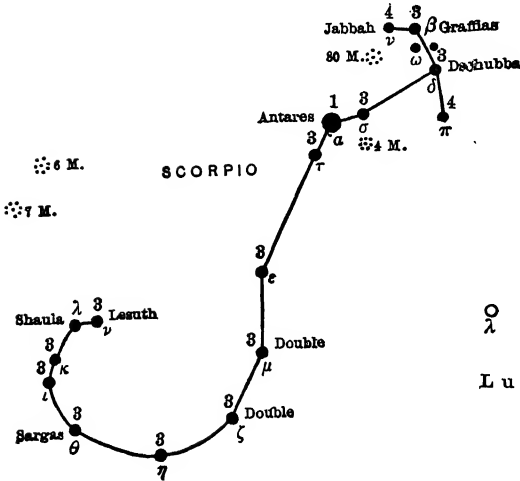 4 3
Jabbah ν β Graffias
80 M. ω 3
Dschubba
δ
1 3 4
Antares α σ π
3 4 M.
τ
6 M.
SCORPIO
7 M.
3
ε
λ 3
Shaula Lesuth
ν
λ
3 Double
μ
3
κ
3
ι
Lu
3 Double
ζ
3
Sargas
θ
3
η